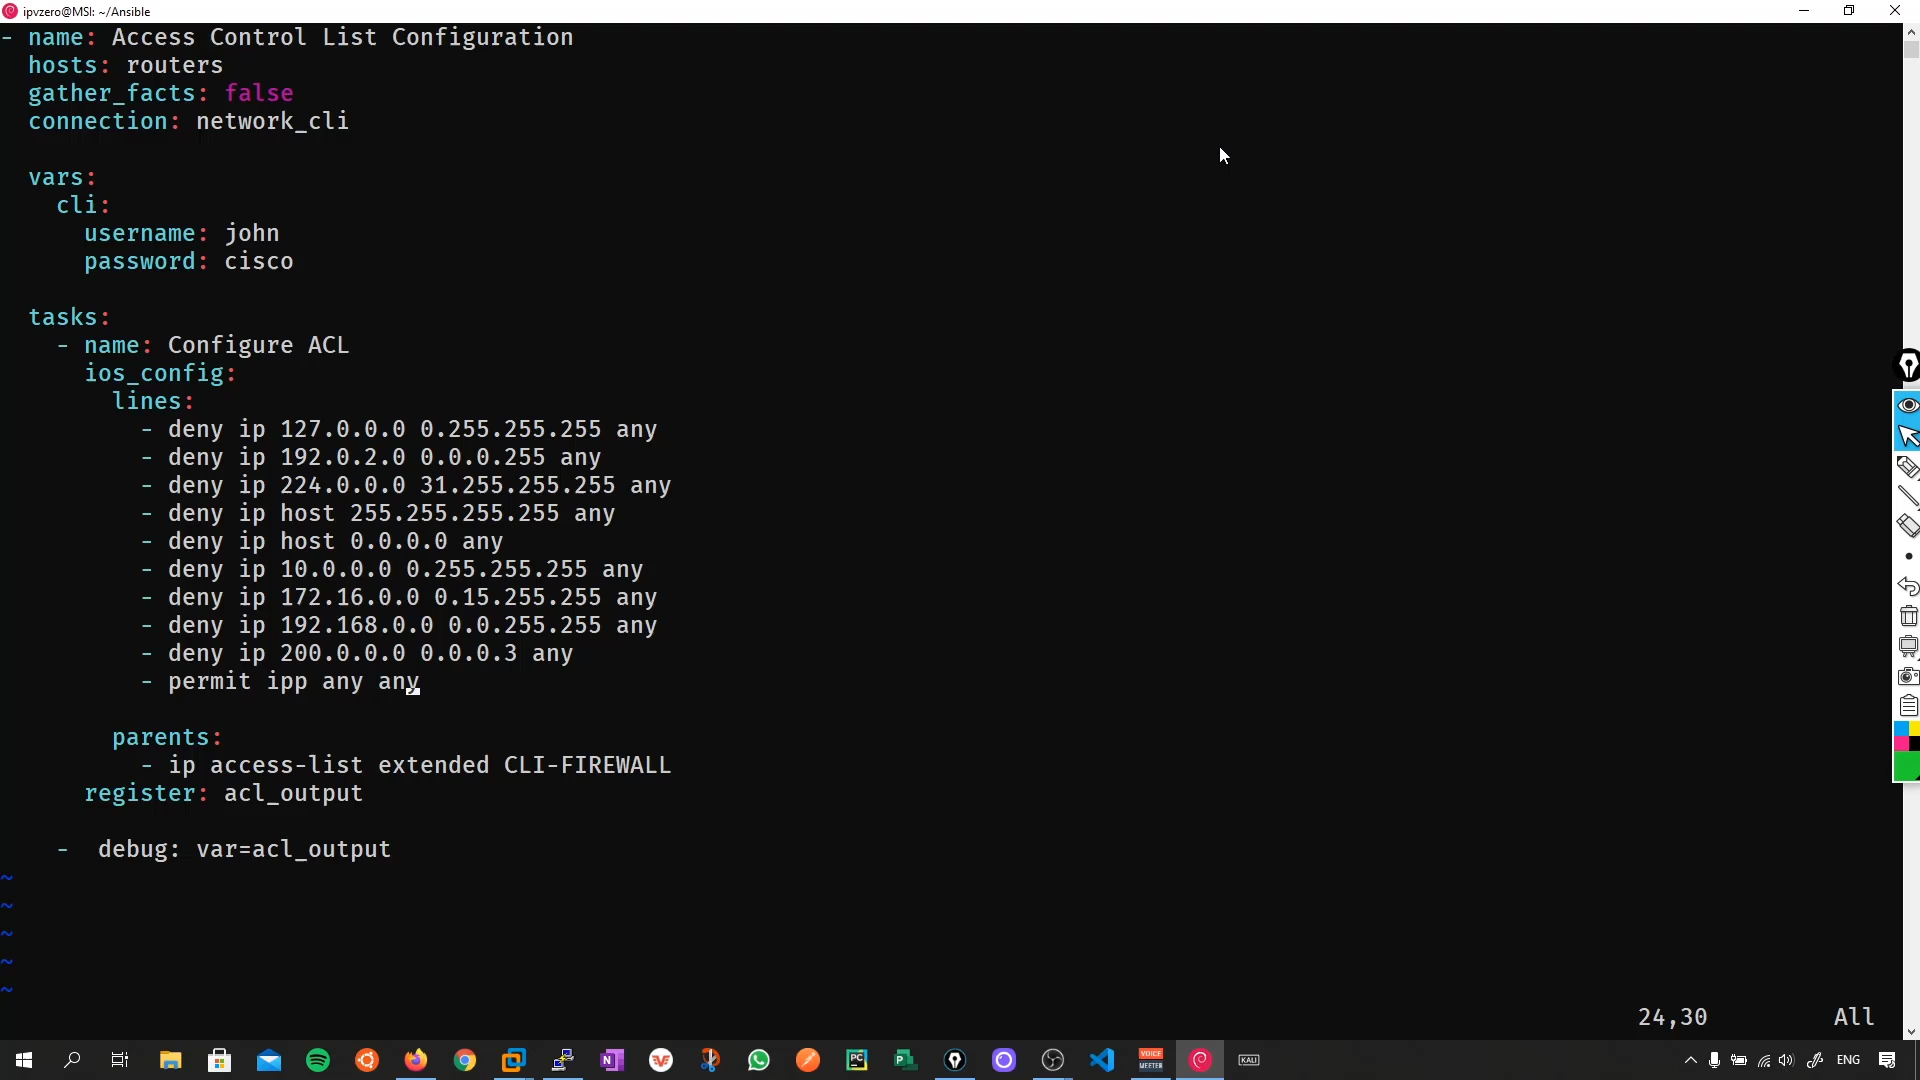 ipvzero@MSI: ~/Ansible
- name: Access Control List Configuration
  hosts: routers
  gather_facts: false
  connection: network_cli

  vars:
    cli:
      username: john
      password: cisco

  tasks:
    - name: Configure ACL
      ios_config:
        lines:
          - deny ip 127.0.0.0 0.255.255.255 any
          - deny ip 192.0.2.0 0.0.0.255 any
          - deny ip 224.0.0.0 31.255.255.255 any
          - deny ip host 255.255.255.255 any
          - deny ip host 0.0.0.0 any
          - deny ip 10.0.0.0 0.255.255.255 any
          - deny ip 172.16.0.0 0.15.255.255 any
          - deny ip 192.168.0.0 0.0.255.255 any
          - deny ip 200.0.0.0 0.0.0.3 any
          - permit ipp any any

        parents:
          - ip access-list extended CLI-FIREWALL
      register: acl_output

    -  debug: var=acl_output
~
~
~
~
~
24,30 All
VOICE MEETER
KALI
ENG